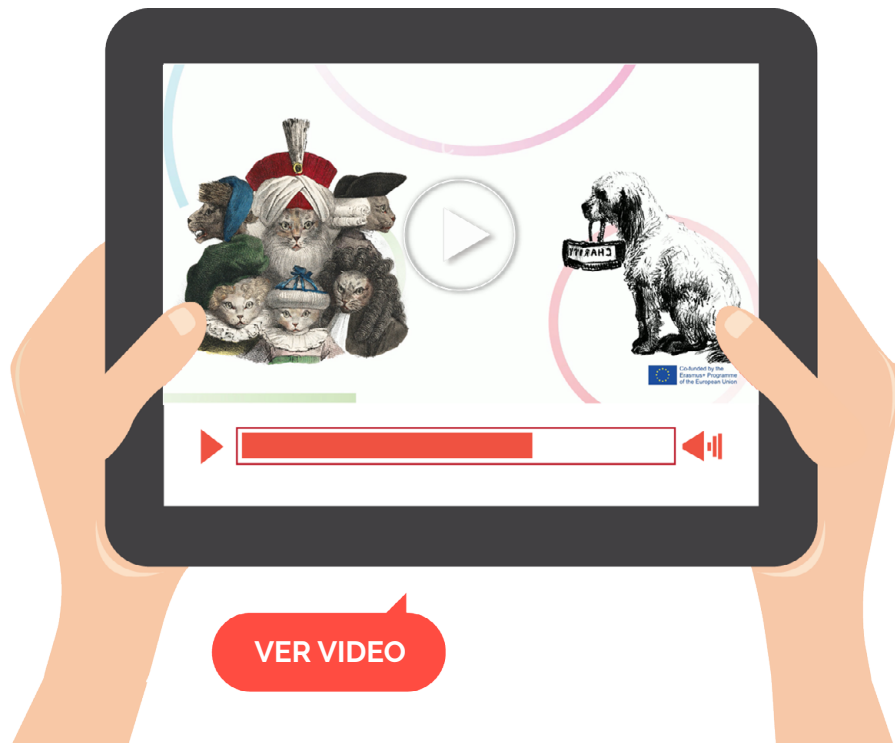 CHARITY
Co-funded by the
Erasmus+ Programme
of the European Union
VER VIDEO